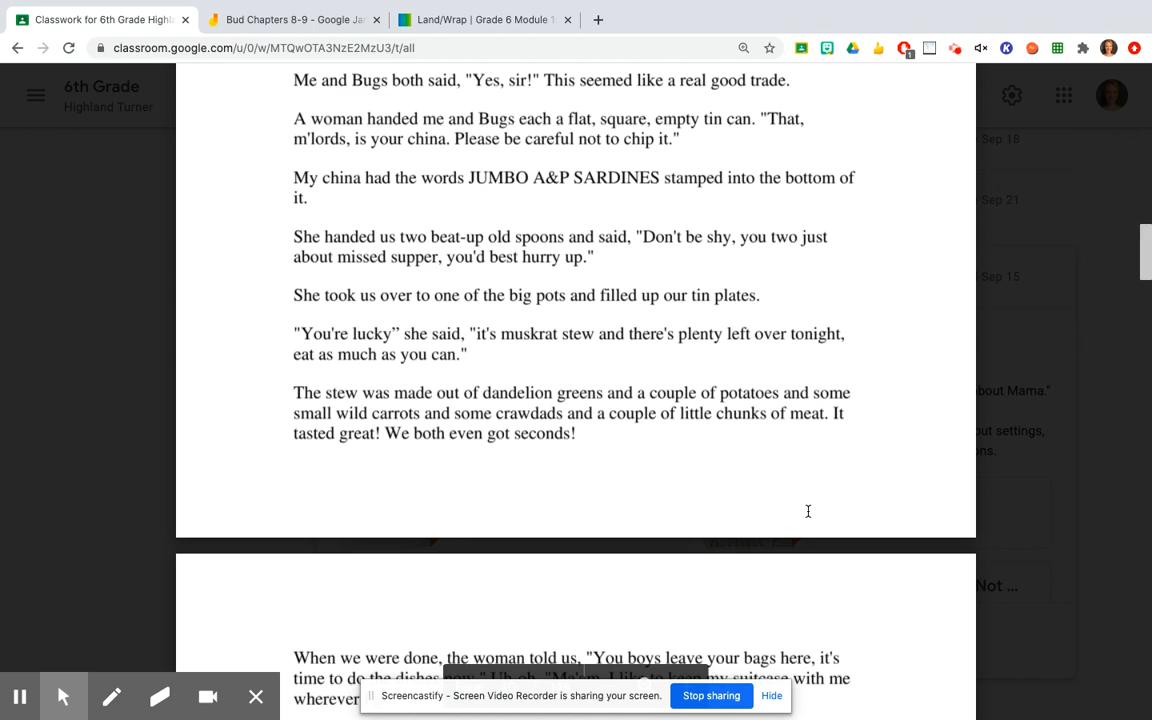 Classwork for 6th Grade Highl
Bud Chapters 8-9 - Google Ja
Land/Wrap | Grade 6 Module 1
classroom.google.com/u/0/w/MTQwOTA3NzE2MzU3/t/all
6th Grade
Highland Turner
Me and Bugs both said, "Yes, sir!" This seemed like a real good trade.
A woman handed me and Bugs each a flat, square, empty tin can. "That,
m'lords, is your china. Please be careful not to chip it."
My china had the words JUMBO A&P SARDINES stamped into the bottom of
it.
She handed us two beat-up old spoons and said, "Don't be shy, you two just
about missed supper, you'd best hurry up."
She took us over to one of the big pots and filled up our tin plates.
"You're lucky” she said, "it's muskrat stew and there's plenty left over tonight,
eat as much as you can."
The stew was made out of dandelion greens and a couple of potatoes and some
small wild carrots and some crawdads and a couple of little chunks of meat. It
tasted great! We both even got seconds!
Sep 18
Sep 21
Sep 15
bout Mama."
out settings,
ons.
Not ...
When we were done, the woman told us, "You boys leave your bags here, it's
time to do the dishes now." Uh-oh. "Ma'am, I like to keep my suitcase with me
wherever
Screencastify - Screen Video Recorder is sharing your screen.
Stop sharing
Hide